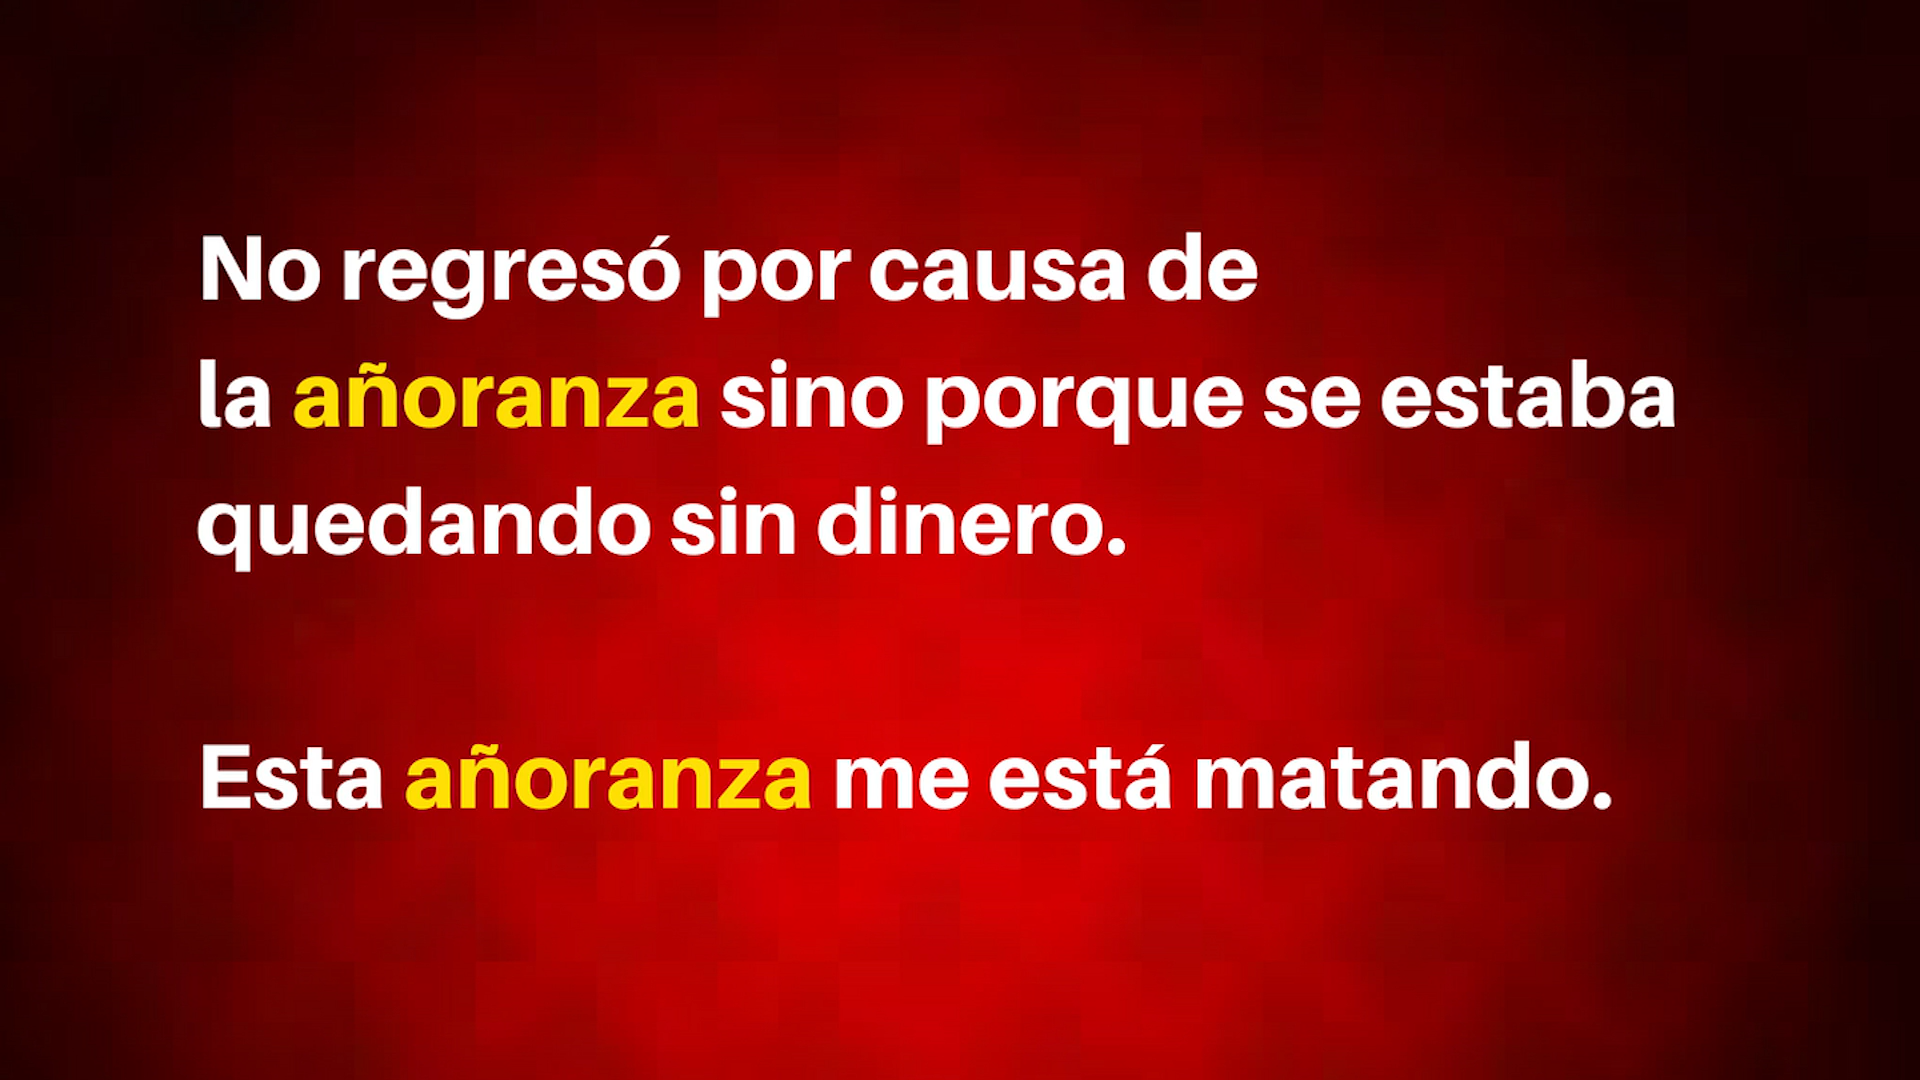 No regresó por causa de
la añoranza sino porque se estaba
quedando sin dinero.
Esta añoranza me está matando.